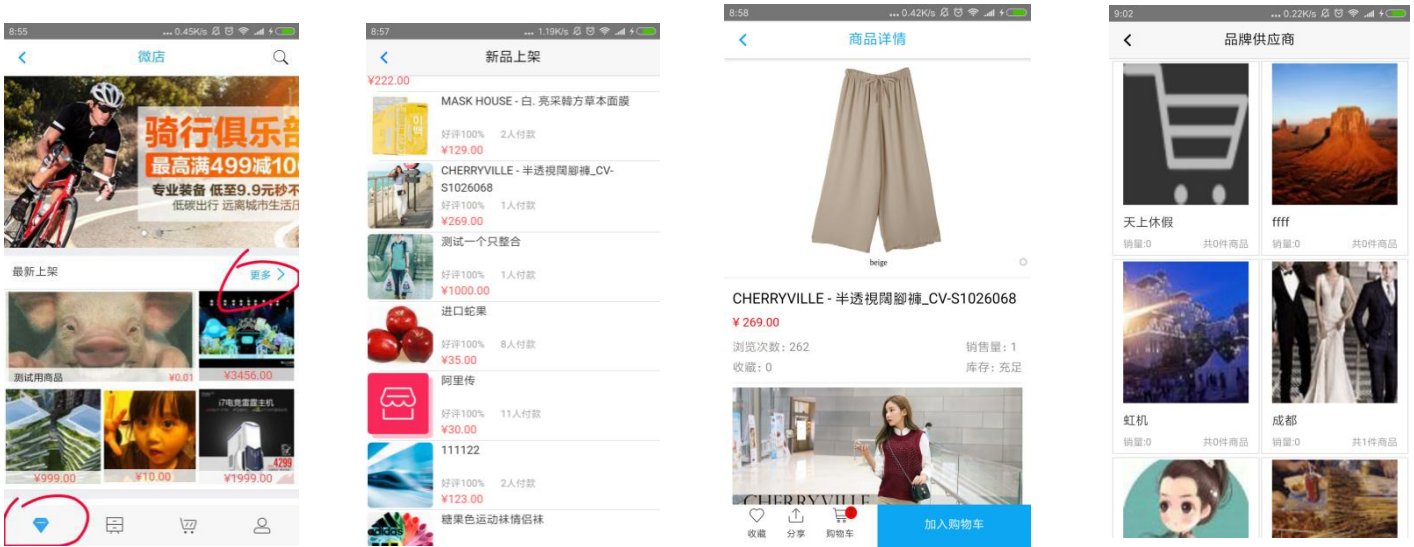 8:55
... 0.45K/s
微店
骑行俱乐部
最高满499减100
专业装备 低至9.9元秒不
低碳出行 远离城市生活压
最新上架
更多
测试用商品
¥0.01
¥3456.00
i7电竞雷霆主机
4299
¥999.00
¥10.00
¥1999.00
8:57
... 1.19K/s
新品上架
¥222.00
MASK HOUSE - 白. 亮采韓方草本面膜
好评100% 2人付款
¥129.00
CHERRYVILLE - 半透視闊腳褲_CV-
S1026068
好评100% 1人付款
¥269.00
测试一个只整合
好评100% 1人付款
¥1000.00
进口蛇果
好评100% 8人付款
¥35.00
阿里传
好评100% 11人付款
¥30.00
111122
好评100% 2人付款
¥123.00
糖果色运动袜情侣袜
adidas
8:58
... 0.42K/s
商品详情
beige
CHERRYVILLE - 半透視闊腳褲_CV-S1026068
¥ 269.00
浏览次数: 262 销售量: 1
收藏: 0 库存: 充足
CHERRYVILLE
收藏 分享 购物车 加入购物车
9:02
... 0.22K/s
品牌供应商
天上休假
销量:0 共0件商品
ffff
销量:0 共0件商品
虹机
销量:0 共0件商品
成都
销量:0 共1件商品